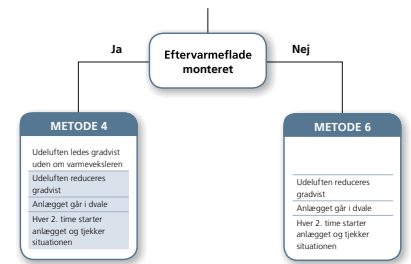 Ja
Eftervarmeflade
monteret
Nej
METODE 4
Udeluften ledes gradvist
uden om varmeveksleren
Udeluften reduceres
gradvist
Anlægget går i dvale
Hver 2. time starter
anlægget og tjekker
situationen
METODE 6
Udeluften reduceres
gradvist
Anlægget går i dvale
Hver 2. time starter
anlægget og tjekker
situationen